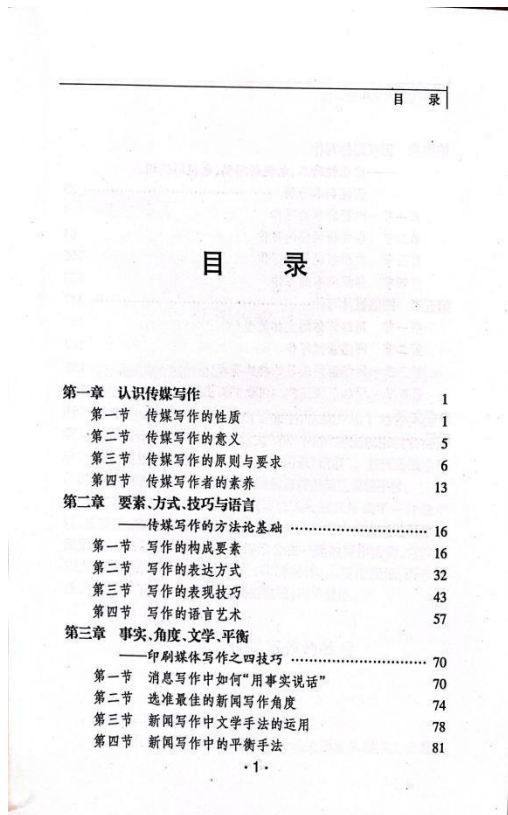 目 录
目 录
第一章 认识传媒写作 1
第一节 传媒写作的性质 1
第二节 传媒写作的意义 5
第三节 传媒写作的原则与要求 6
第四节 传媒写作者的素养 13
第二章 要素、方式、技巧与语言
——传媒写作的方法论基础 ……………… 16
第一节 写作的构成要素 16
第二节 写作的表达方式 32
第三节 写作的表现技巧 43
第四节 写作的语言艺术 57
第三章 事实、角度、文学、平衡
——印刷媒体写作之四技巧 ……………… 70
第一节 消息写作中如何“用事实说话” 70
第二节 选准最佳的新闻写作角度 74
第三节 新闻写作中文学手法的运用 78
第四节 新闻写作中的平衡手法 81
·1·